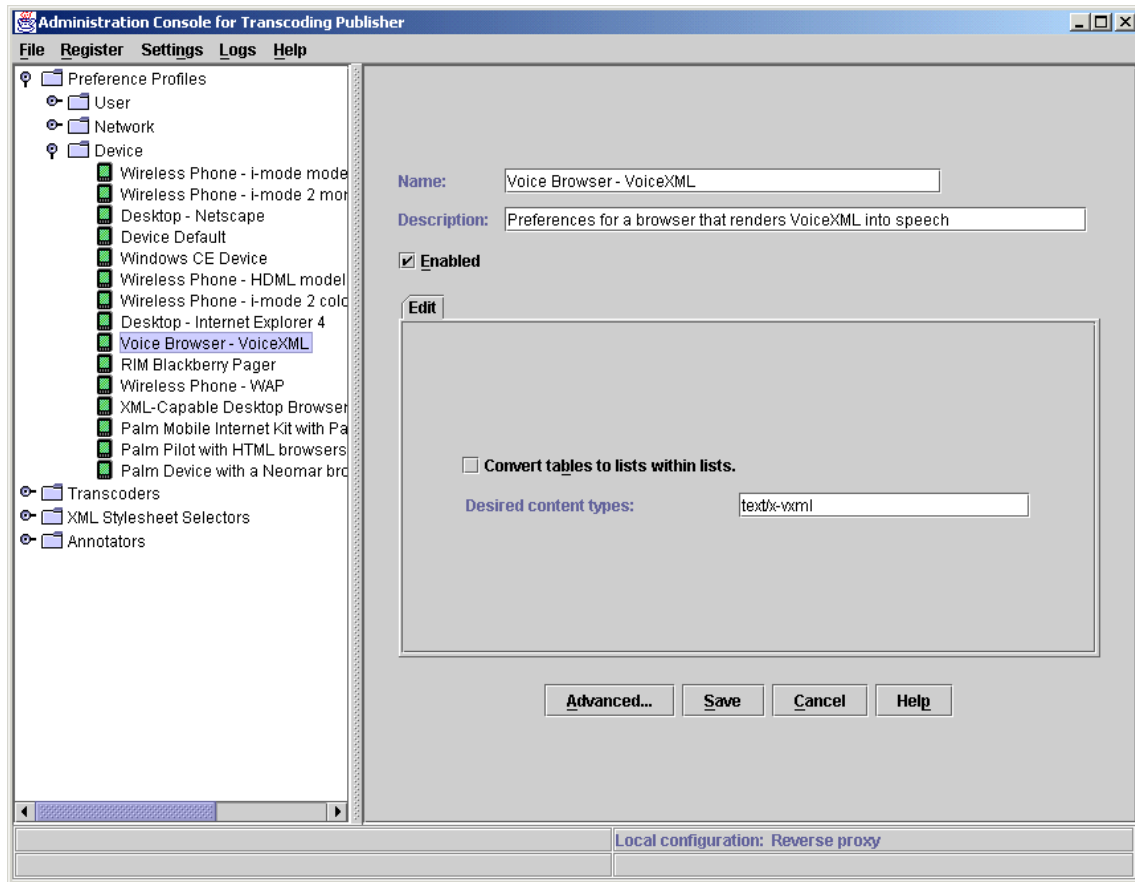 Administration Console for Transcoding Publisher
File Register Settings Logs Help
Preference Profiles
User
Network
Device
Wireless Phone - i-mode mode
Wireless Phone - i-mode 2 mor
Desktop - Netscape
Device Default
Windows CE Device
Wireless Phone - HDML model
Wireless Phone - i-mode 2 colo
Desktop - Internet Explorer 4
Voice Browser - VoiceXML
RIM Blackberry Pager
Wireless Phone - WAP
XML-Capable Desktop Browser
Palm Mobile Internet Kit with Pa
Palm Pilot with HTML browsers
Palm Device with a Neomar bro
Transcoders
XML Stylesheet Selectors
Annotators
Name: Voice Browser - VoiceXML
Description: Preferences for a browser that renders VoiceXML into speech
Enabled
Edit
Convert tables to lists within lists.
Desired content types: text/x-vxml
Advanced... Save Cancel Help
Local configuration: Reverse proxy